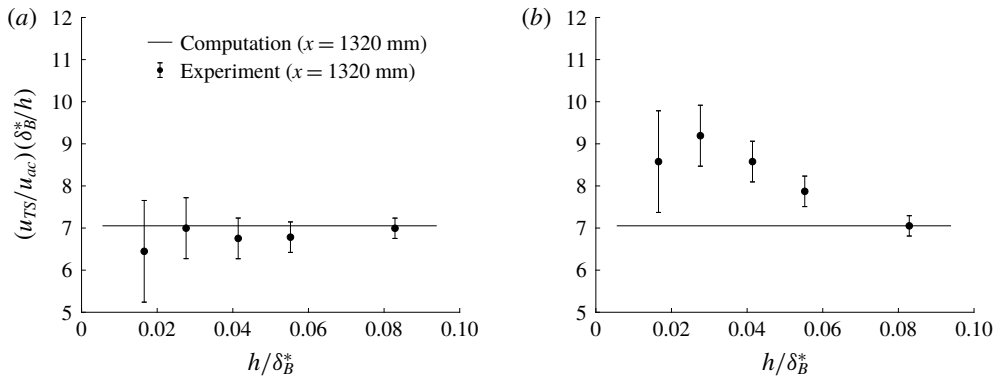 (a)
12
11
10
9
8
7
6
5
(u_TS/u_ac)(δ*_B/h)
Computation (x = 1320 mm)
Experiment (x = 1320 mm)
0 0.02 0.04 0.06 0.08 0.10
h/δ*_B
(b)
12
11
10
9
8
7
6
5
0 0.02 0.04 0.06 0.08 0.10
h/δ*_B